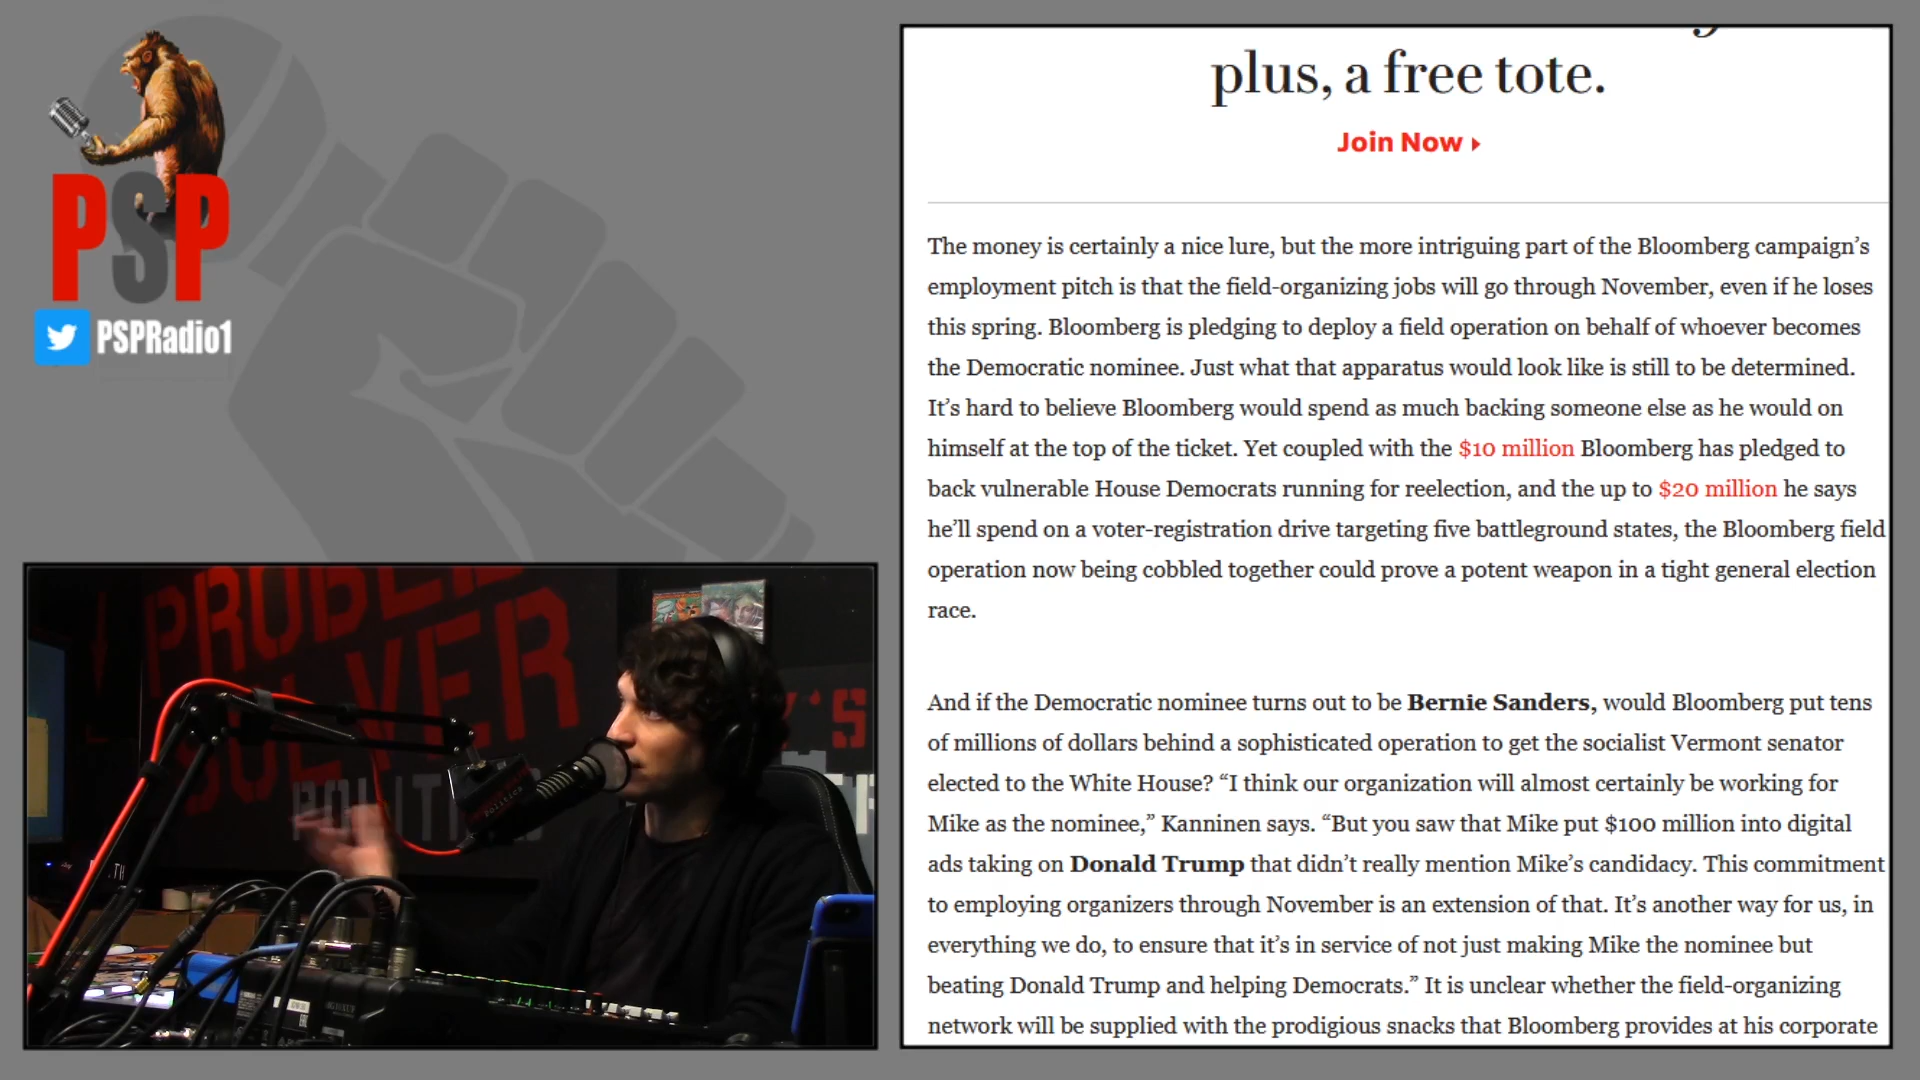 plus, a free tote.
Join Now
The money is certainly a nice lure, but the more intriguing part of the Bloomberg campaign’s
employment pitch is that the field-organizing jobs will go through November, even if he loses
this spring. Bloomberg is pledging to deploy a field operation on behalf of whoever becomes
the Democratic nominee. Just what that apparatus would look like is still to be determined.
It’s hard to believe Bloomberg would spend as much backing someone else as he would on
himself at the top of the ticket. Yet coupled with the $10 million Bloomberg has pledged to
back vulnerable House Democrats running for reelection, and the up to $20 million he says
he’ll spend on a voter-registration drive targeting five battleground states, the Bloomberg field
operation now being cobbled together could prove a potent weapon in a tight general election
race.
And if the Democratic nominee turns out to be Bernie Sanders, would Bloomberg put tens
of millions of dollars behind a sophisticated operation to get the socialist Vermont senator
elected to the White House? “I think our organization will almost certainly be working for
Mike as the nominee,” Kanninen says. “But you saw that Mike put $100 million into digital
ads taking on Donald Trump that didn’t really mention Mike’s candidacy. This commitment
to employing organizers through November is an extension of that. It’s another way for us, in
everything we do, to ensure that it’s in service of not just making Mike the nominee but
beating Donald Trump and helping Democrats.” It is unclear whether the field-organizing
network will be supplied with the prodigious snacks that Bloomberg provides at his corporate
PSP
PSPRadio1
PROBLE
SOLVER
POLIT